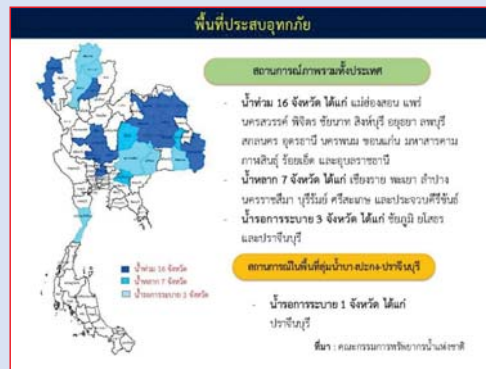 พื้นที่ประสบอุทกภัย
สถานการณ์ภาพรวมทั้งประเทศ
- น้ำท่วม 16 จังหวัด ได้แก่ แม่ฮ่องสอน แพร่
นครสวรรค์ พิจิตร ชัยนาท สิงห์บุรี อยุธยา ลพบุรี
สกลนคร อุดรธานี นครพนม ขอนแก่น มหาสารคาม
กาฬสินธุ์ ร้อยเอ็ด และอุบลราชธานี
- น้ำหลาก 7 จังหวัด ได้แก่ เชียงราย พะเยา ลำปาง
นครราชสีมา บุรีรัมย์ ศรีสะเกษ และประจวบคีรีขันธ์
- น้ำรอการระบาย 3 จังหวัด ได้แก่ ชัยภูมิ ยโสธร
และปราจีนบุรี
น้ำท่วม 16 จังหวัด
น้ำหลาก 7 จังหวัด
น้ำรอการระบาย 3 จังหวัด
สถานการณ์ในพื้นที่ลุ่มน้ำบางปะกง-ปราจีนบุรี
- น้ำรอการระบาย 1 จังหวัด ได้แก่
ปราจีนบุรี
ที่มา : คณะกรรมการทรัพยากรน้ำแห่งชาติ